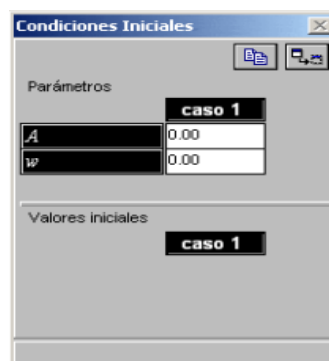 Condiciones Iniciales
Parámetros
caso 1
A 0.00
w 0.00
Valores iniciales
caso 1